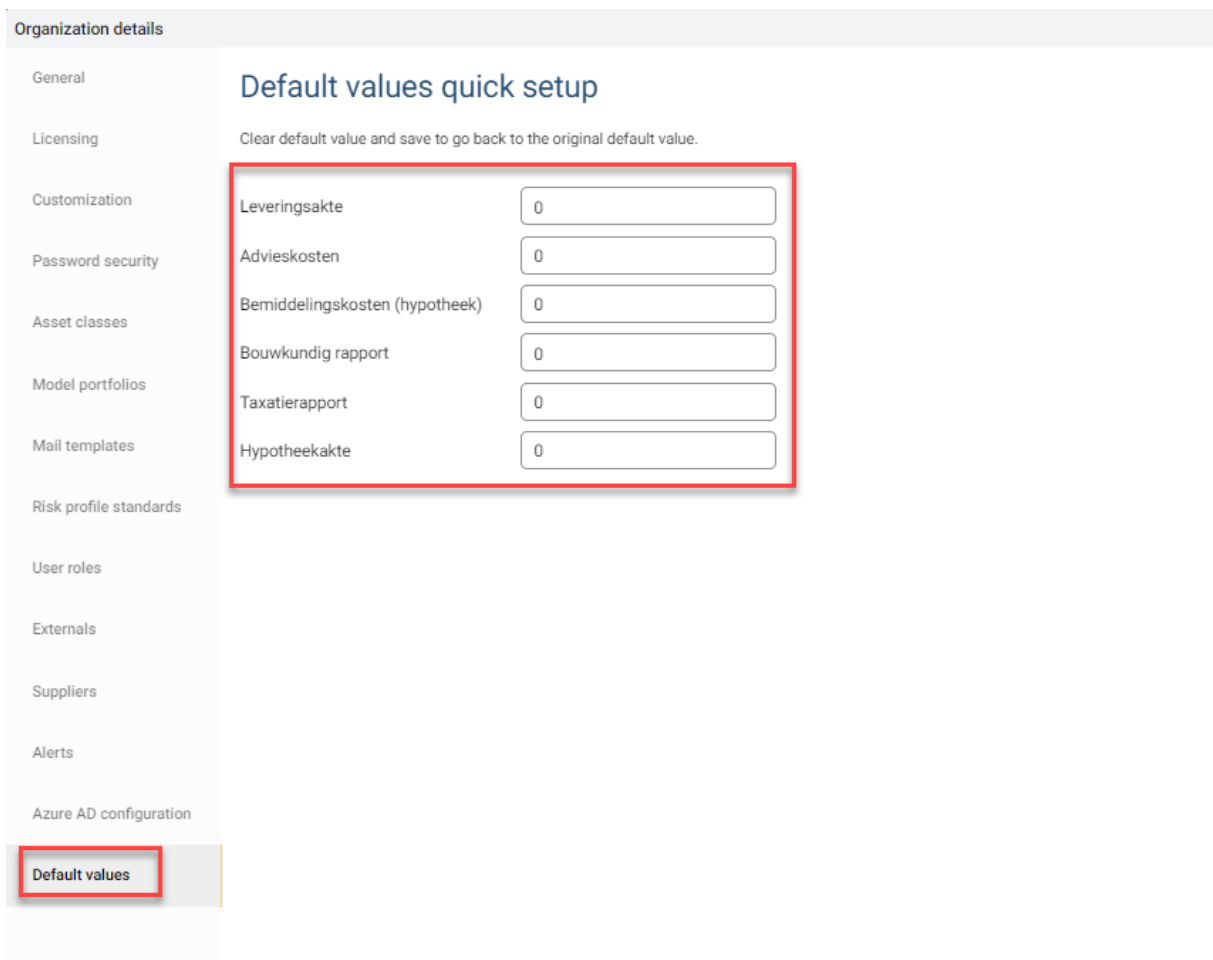 Organization details
General
Licensing
Customization
Password security
Asset classes
Model portfolios
Mail templates
Risk profile standards
User roles
Externals
Suppliers
Alerts
Azure AD configuration
Default values
Default values quick setup
Clear default value and save to go back to the original default value.
Leveringsakte 0
Advieskosten 0
Bemiddelingskosten (hypotheek) 0
Bouwkundig rapport 0
Taxatierapport 0
Hypotheekakte 0